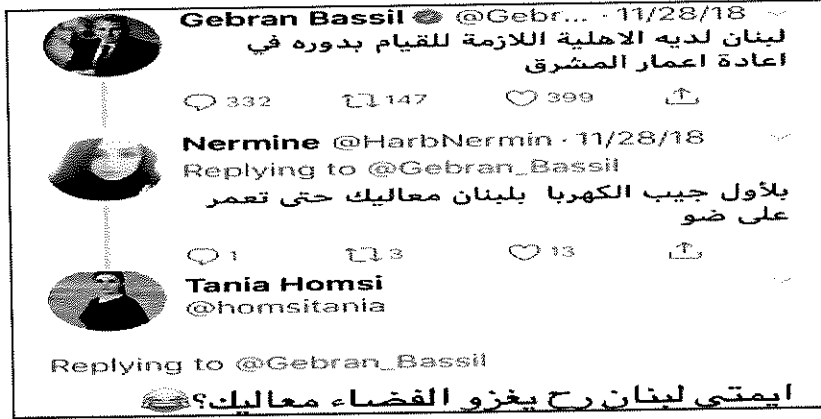 Gebran Bassil @Gebr... · 11/28/18
لبنان لديه الاهلية اللازمة للقيام بدوره في
اعادة اعمار المشرق
332 147 399
Nermine @HarbNermin · 11/28/18
Replying to @Gebran_Bassil
بلأول جيب الكهربا بلبنان معاليك حتى تعمر
على ضو
1 3 13
Tania Homsi
@homsitania
Replying to @Gebran_Bassil
ايمتى لبنان رح يغزو الفضاء معاليك؟😂